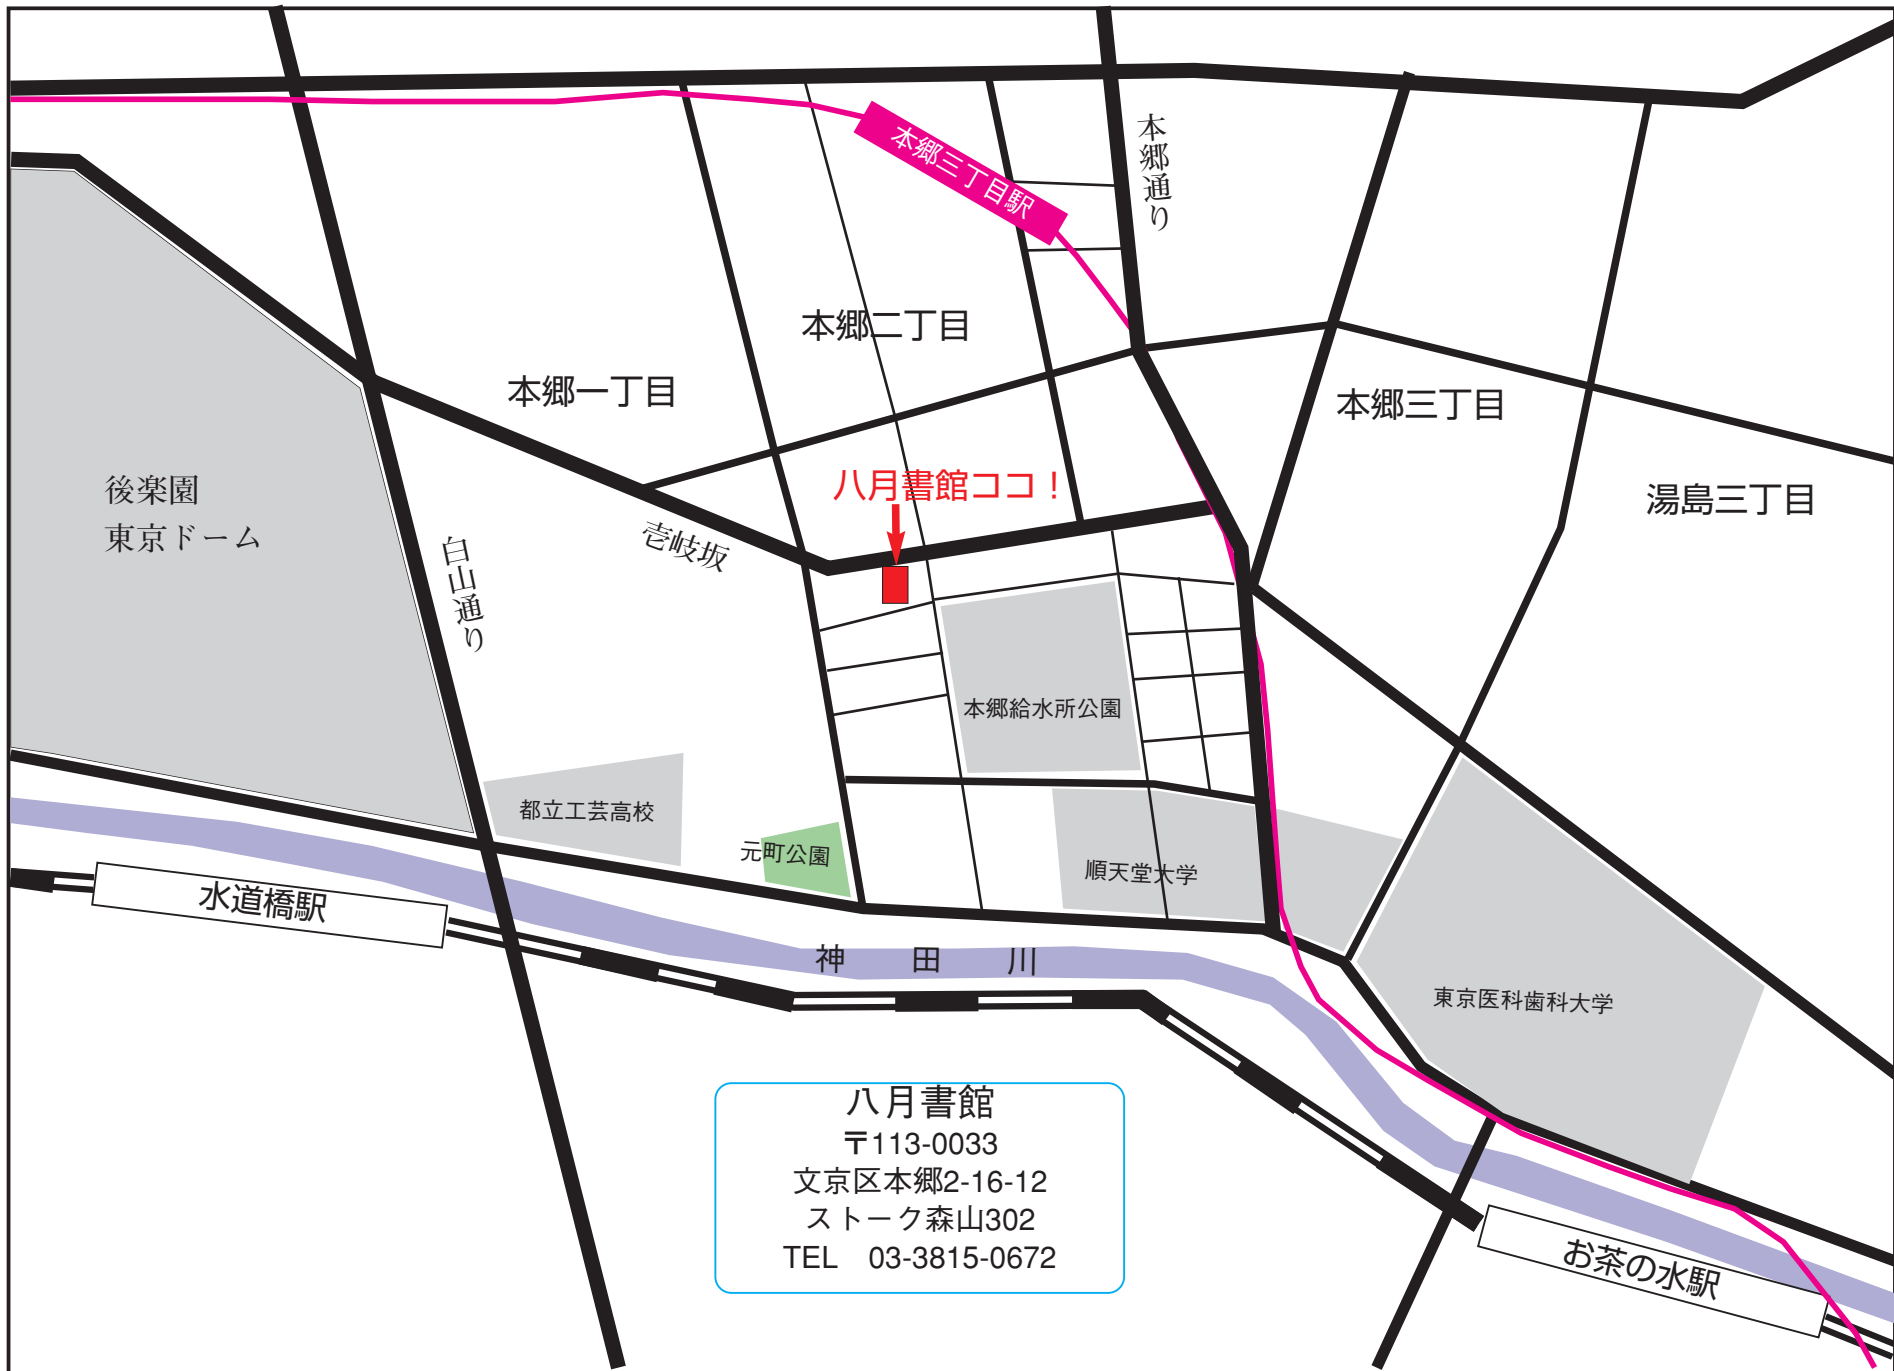 本郷三丁目駅
本郷通り
本郷二丁目
本郷一丁目
本郷三丁目
八月書館ココ！
湯島三丁目
後楽園
東京ドーム
壱岐坂
白山通り
本郷給水所公園
都立工芸高校
元町公園
順天堂大学
水道橋駅
神田川
東京医科歯科大学
八月書館
〒113-0033
文京区本郷2-16-12
ストーク森山302
TEL　03-3815-0672
お茶の水駅